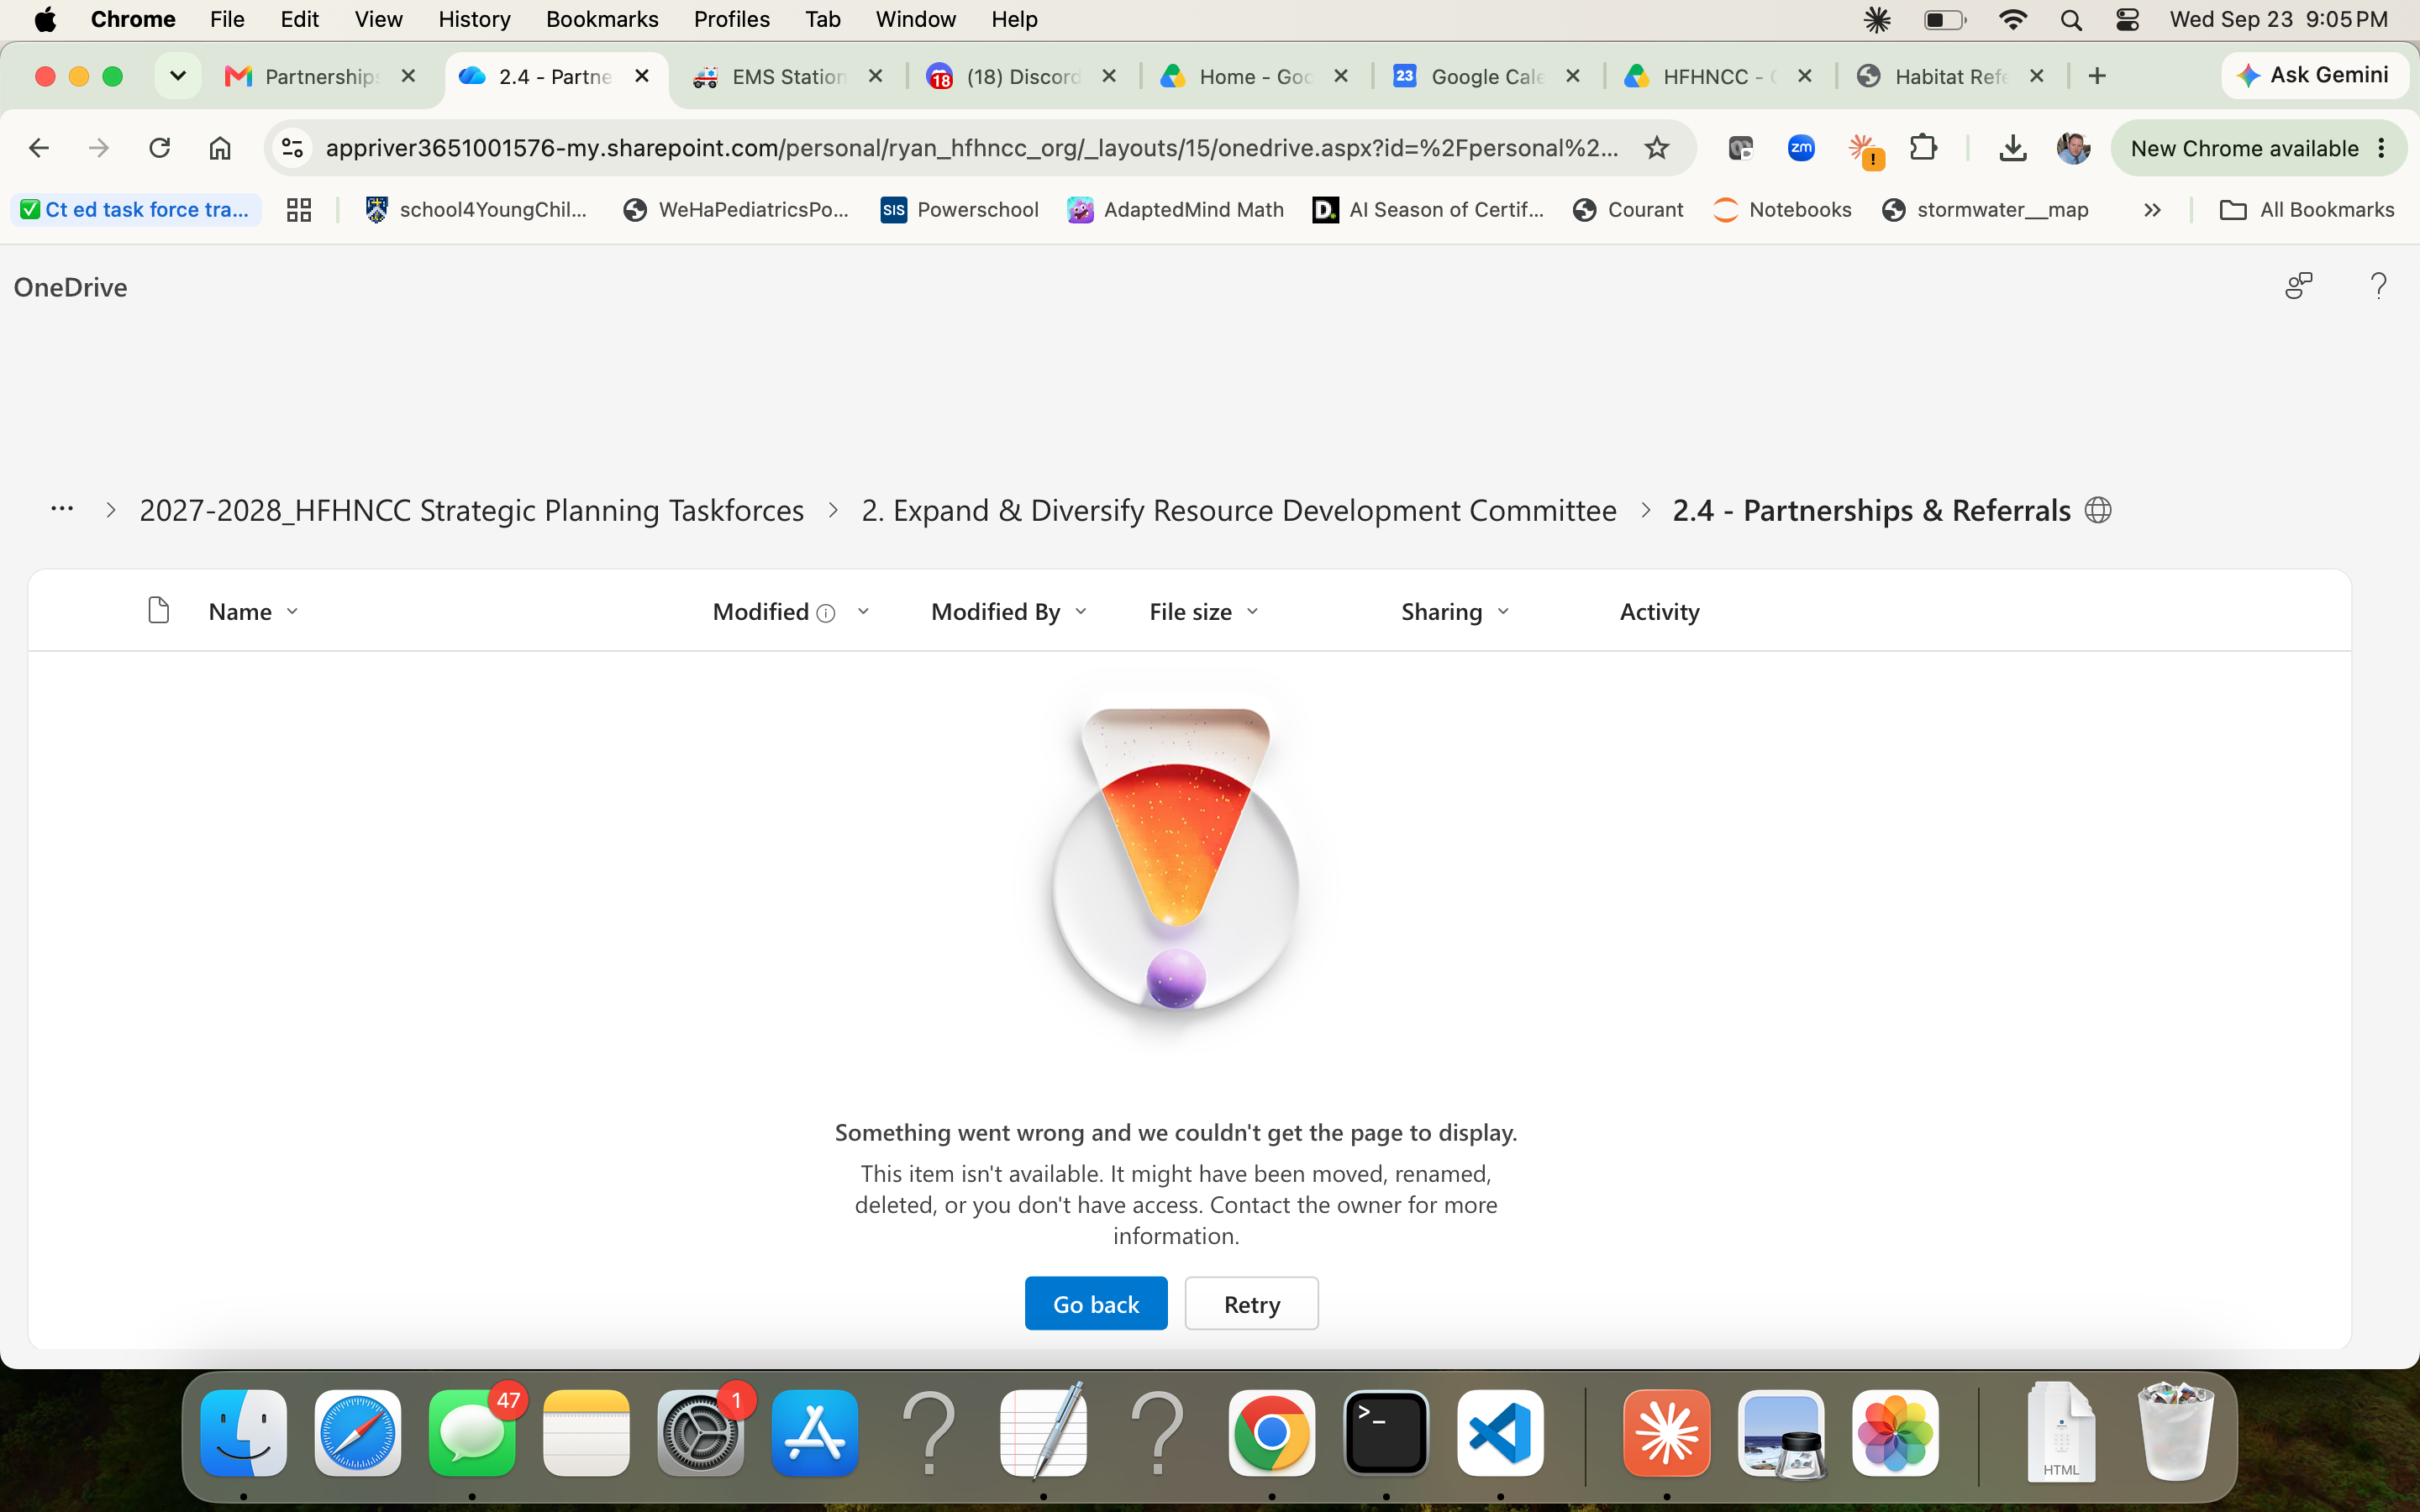 Chrome File Edit View History Bookmarks Profiles Tab Window Help Wed Sep 23 9:05 PM
Partnerships 2.4 - Partne EMS Station (18) Discord Home - Goo 23 Google Cale HFHNCC - Habitat Refe Ask Gemini
appriver3651001576-my.sharepoint.com/personal/ryan_hfhncc_org/_layouts/15/onedrive.aspx?id=%2Fpersonal%2... zm New Chrome available
Ct ed task force tra... school4YoungChil... WeHaPediatricsPo... SIS Powerschool AdaptedMind Math D. AI Season of Certif... Courant Notebooks stormwater__map » All Bookmarks
OneDrive
... > 2027-2028_HFHNCC Strategic Planning Taskforces > 2. Expand & Diversify Resource Development Committee > 2.4 - Partnerships & Referrals
Name Modified Modified By File size Sharing Activity
Something went wrong and we couldn't get the page to display.
This item isn't available. It might have been moved, renamed,
deleted, or you don't have access. Contact the owner for more
information.
Go back Retry
47 1
HTML